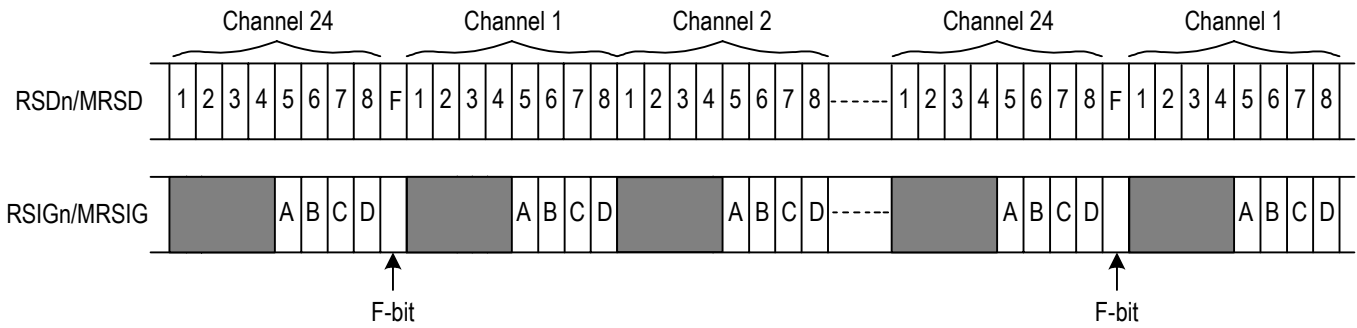 Channel 24 Channel 1 Channel 2 Channel 24 Channel 1
RSDn/MRSD 1 2 3 4 5 6 7 8 F 1 2 3 4 5 6 7 8 1 2 3 4 5 6 7 8 1 2 3 4 5 6 7 8 F 1 2 3 4 5 6 7 8
RSIGn/MRSIG A B C D A B C D A B C D A B C D A B C D
F-bit F-bit